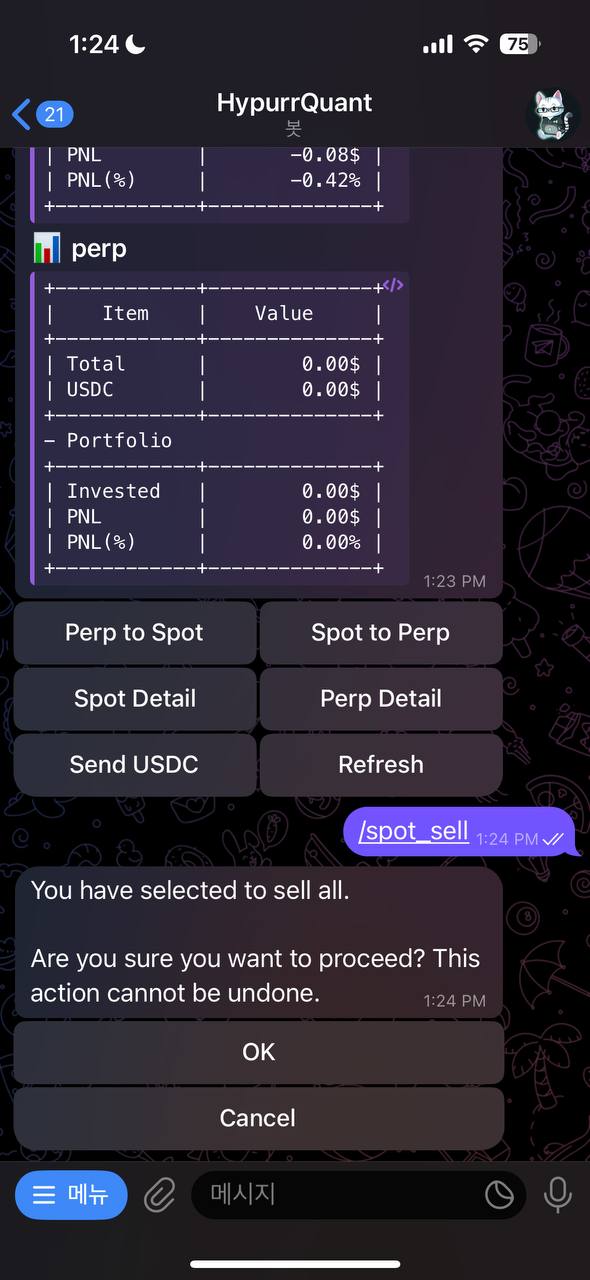 1:24
75
21
HypurrQuant
봇
| PNL | −0.08$ |
| PNL(%) | −0.42% |
+−−−−−−−−−−−+−−−−−−−−−−−−−+
perp
+−−−−−−−−−−−+−−−−−−−−−−−−−+ </>
| Item | Value |
+−−−−−−−−−−−+−−−−−−−−−−−−−+
| Total | 0.00$ |
| USDC | 0.00$ |
+−−−−−−−−−−−+−−−−−−−−−−−−−+
− Portfolio
+−−−−−−−−−−−+−−−−−−−−−−−−−+
| Invested | 0.00$ |
| PNL | 0.00$ |
| PNL(%) | 0.00% |
+−−−−−−−−−−−+−−−−−−−−−−−−−+
1:23 PM
Perp to Spot Spot to Perp
Spot Detail Perp Detail
Send USDC Refresh
/spot_sell 1:24 PM
You have selected to sell all.
Are you sure you want to proceed? This
action cannot be undone. 1:24 PM
OK
Cancel
메뉴 메시지